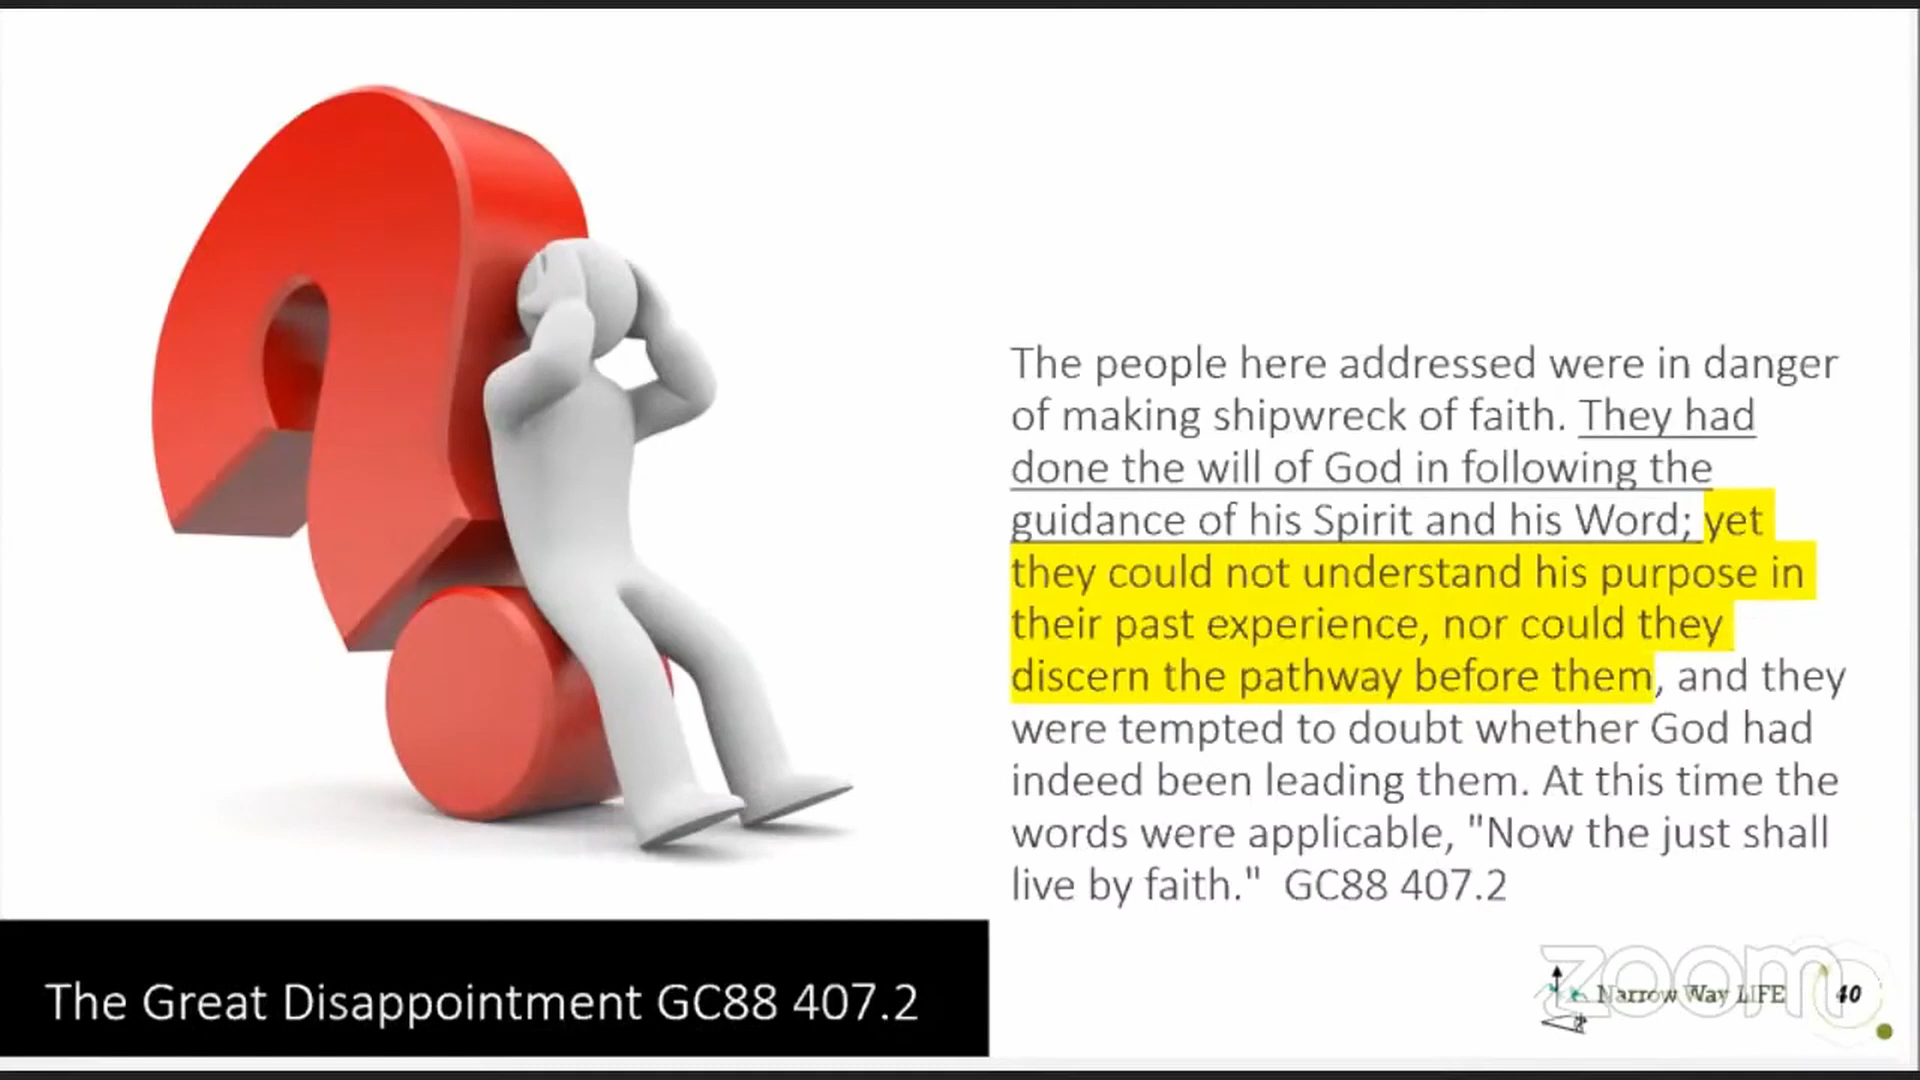 The people here addressed were in danger
of making shipwreck of faith. They had
done the will of God in following the
guidance of his Spirit and his Word; yet
they could not understand his purpose in
their past experience, nor could they
discern the pathway before them, and they
were tempted to doubt whether God had
indeed been leading them. At this time the
words were applicable, "Now the just shall
live by faith." GC88 407.2
The Great Disappointment GC88 407.2
zoom
Narrow Way LIFE
40